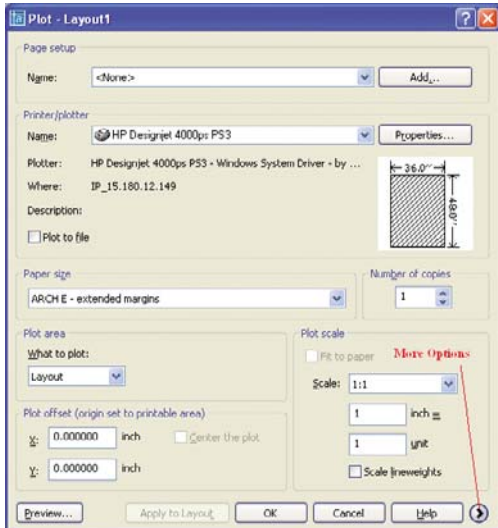 Plot - Layout1
Page setup
Name: <None> Add...
Printer/plotter
Name: HP Designjet 4000ps PS3 Properties...
Plotter: HP Designjet 4000ps PS3 - Windows System Driver - by ...
Where: IP_15.180.12.149
Description:
Plot to file
36.0''
48.0''
Paper size
ARCH E - extended margins
Number of copies
1
Plot area
What to plot:
Layout
Plot scale
Fit to paper
More Options
Scale: 1:1
1 inch =
1 unit
Scale lineweights
Plot offset (origin set to printable area)
X: 0.000000 inch Center the plot
Y: 0.000000 inch
Preview... Apply to Layout OK Cancel Help